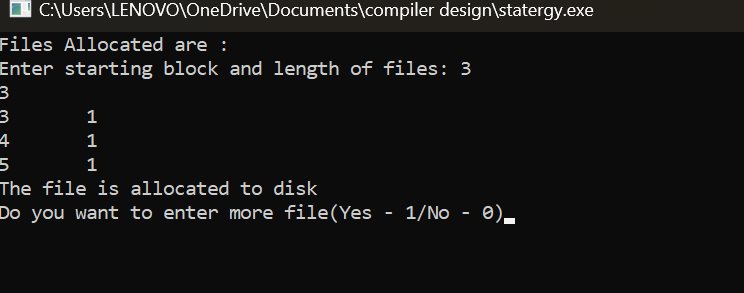 C:\Users\LENOVO\OneDrive\Documents\compiler design\statergy.exe
Files Allocated are :
Enter starting block and length of files: 3
3
3 1
4 1
5 1
The file is allocated to disk
Do you want to enter more file(Yes - 1/No - 0)